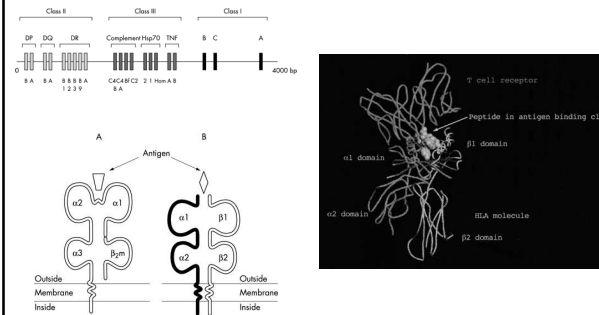 Class II Class III Class I
DP DQ DR Complement Hsp70 TNF B C A
0 4000 bp
B A B A B B B B A C4 C4 Bf C2 2 1 Hom A B
1 2 3 9 B A
A B
Antigen
α2 α1 α1 β1
α3 β2m α2 β2
Outside Outside
Membrane Membrane
Inside Inside
T cell receptor
Peptide in antigen binding cl
β1 domain
α1 domain
α2 domain
HLA molecule
β2 domain